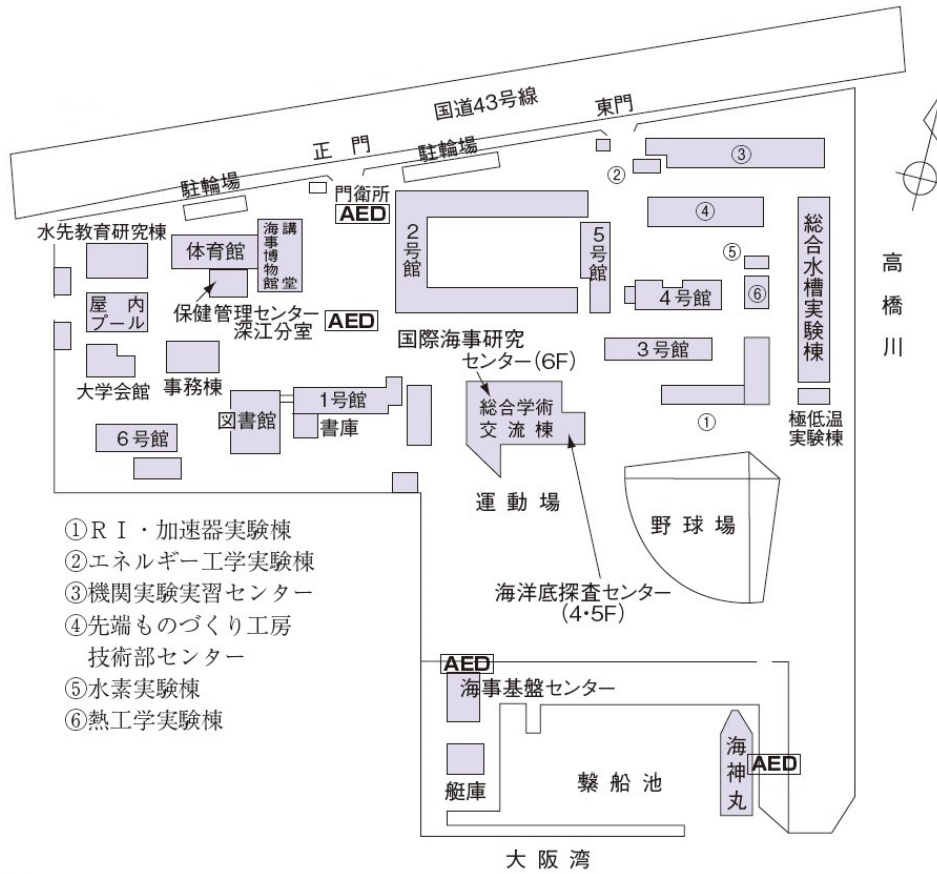 国道43号線
東門
正門
駐輪場
駐輪場
③
②
門衛所
AED
④
水先教育研究棟
体育館
講堂
海事博物館
2号館
5号館
⑤
⑥
総合水槽実験棟
高橋川
屋内
プール
保健管理センター
深江分室
AED
4号館
国際海事研究
センター(6F)
3号館
大学会館
事務棟
1号館
図書館
書庫
総合学術
交流棟
①
極低温
実験棟
6号館
運動場
野球場
①RI・加速器実験棟
②エネルギー工学実験棟
③機関実験実習センター
④先端ものづくり工房
技術部センター
⑤水素実験棟
⑥熱工学実験棟
海洋底探査センター
(4・5F)
AED
海事基盤センター
海神丸
AED
艇庫
繋船池
大阪湾